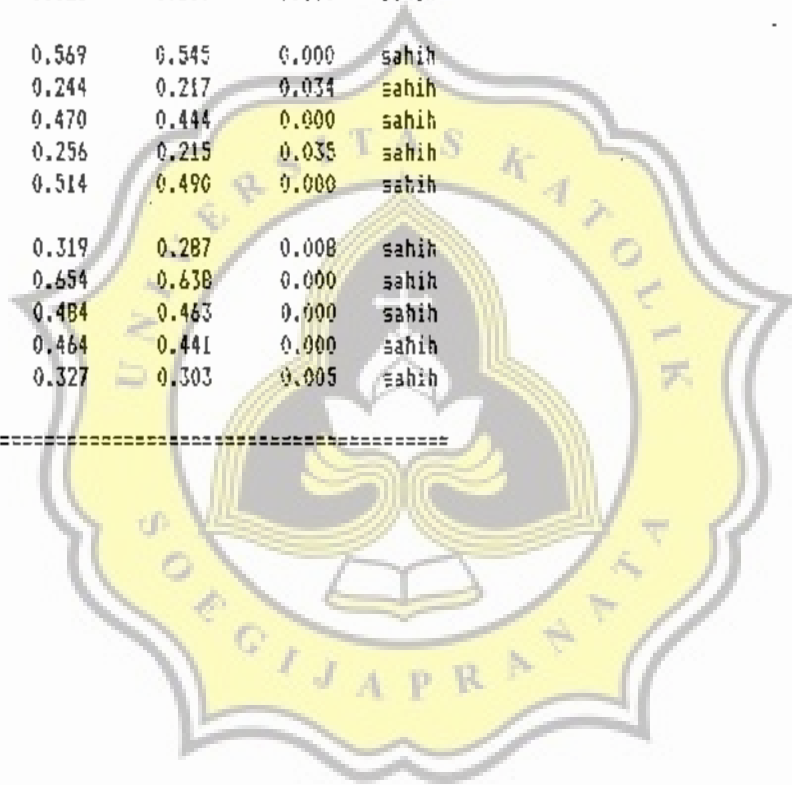 0.569 0.545 0.000 sahih
0.244 0.217 0.034 sahih
0.470 0.444 0.000 sahih
0.256 0.215 0.035 sahih
0.514 0.490 0.000 sahih
0.319 0.287 0.008 sahih
0.654 0.638 0.000 sahih
0.484 0.463 0.000 sahih
0.464 0.441 0.000 sahih
0.327 0.303 0.005 sahih
UNIVERSITAS KATOLIK
SOEGIJAPRANATA